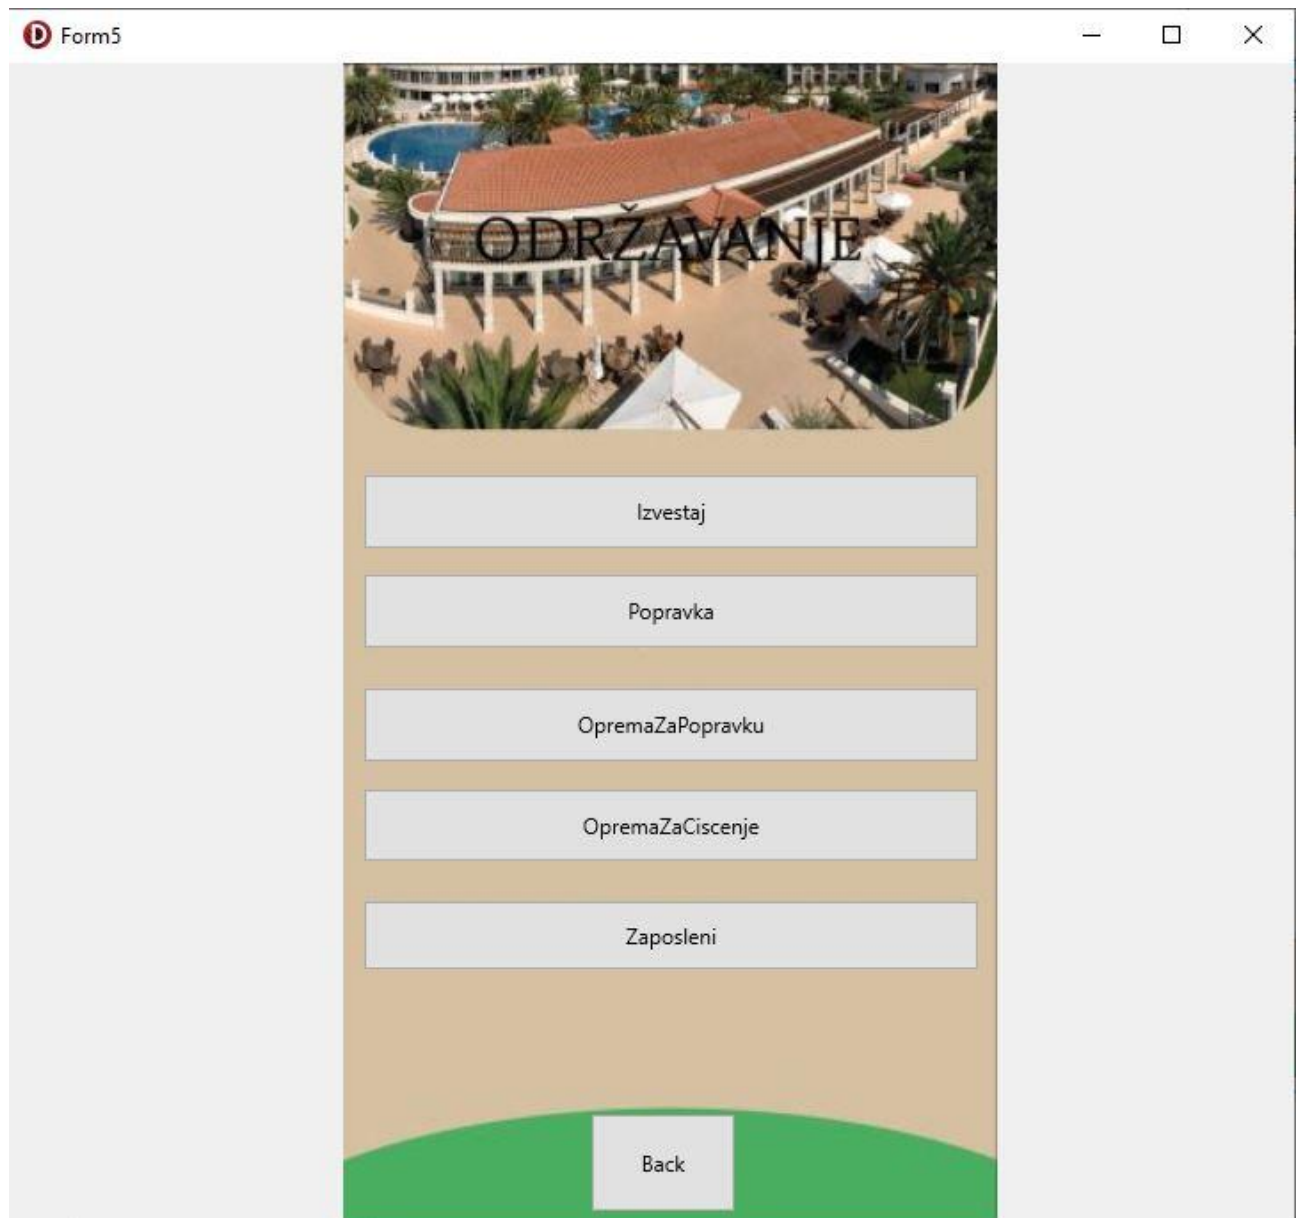 Form5
ODRŽAVANJE
Izvestaj
Popravka
OpremaZaPopravku
OpremaZaCiscenje
Zaposleni
Back